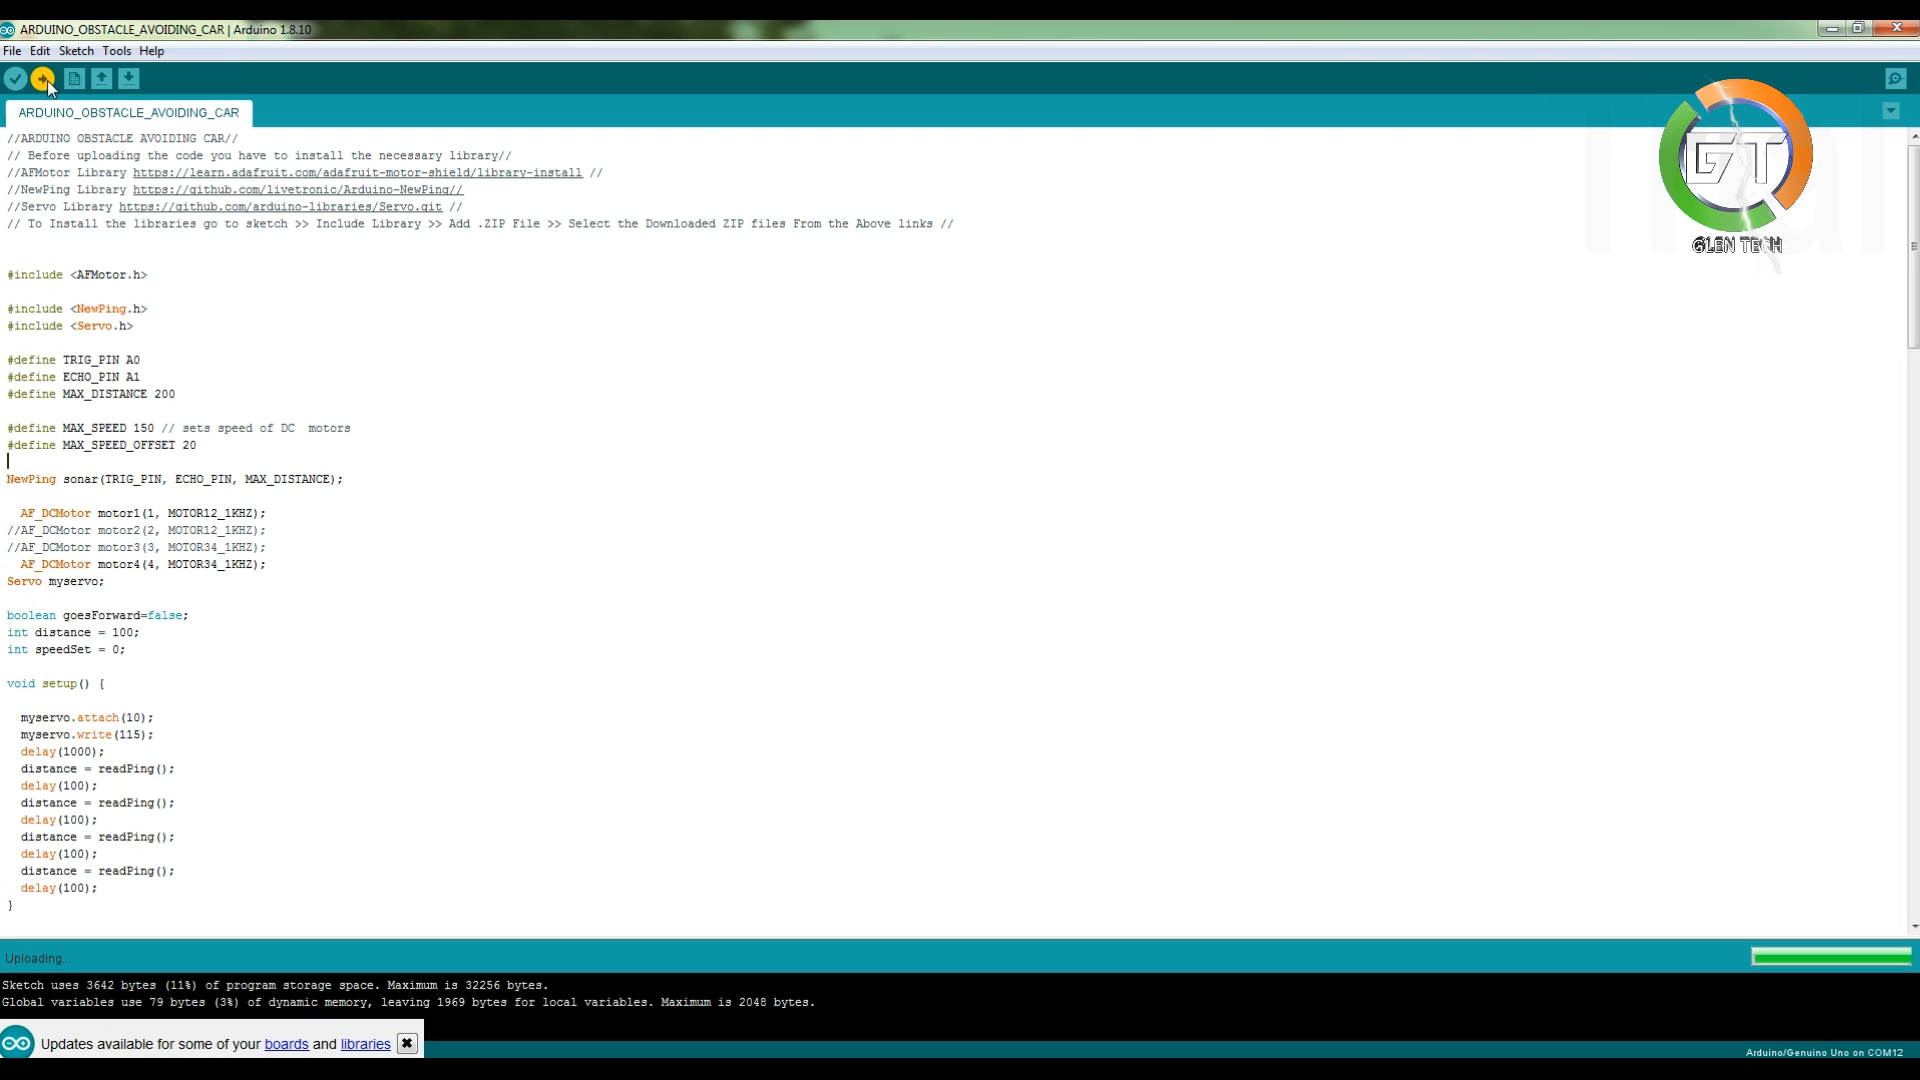 ARDUINO_OBSTACLE_AVOIDING_CAR | Arduino 1.8.10
File Edit Sketch Tools Help
ARDUINO_OBSTACLE_AVOIDING_CAR
//ARDUINO OBSTACLE AVOIDING CAR//
// Before uploading the code you have to install the necessary library//
//AFMotor Library https://learn.adafruit.com/adafruit-motor-shield/library-install //
//NewPing Library https://github.com/livetronic/Arduino-NewPing//
//Servo Library https://github.com/arduino-libraries/Servo.git //
// To Install the libraries go to sketch >> Include Library >> Add .ZIP File >> Select the Downloaded ZIP files From the Above links //
#include <AFMotor.h>
#include <NewPing.h>
#include <Servo.h>
#define TRIG_PIN A0
#define ECHO_PIN A1
#define MAX_DISTANCE 200
#define MAX_SPEED 150 // sets speed of DC  motors
#define MAX_SPEED_OFFSET 20
NewPing sonar(TRIG_PIN, ECHO_PIN, MAX_DISTANCE);
AF_DCMotor motor1(1, MOTOR12_1KHZ);
//AF_DCMotor motor2(2, MOTOR12_1KHZ);
//AF_DCMotor motor3(3, MOTOR34_1KHZ);
AF_DCMotor motor4(4, MOTOR34_1KHZ);
Servo myservo;
boolean goesForward=false;
int distance = 100;
int speedSet = 0;
void setup() {
myservo.attach(10);
myservo.write(115);
delay(1000);
distance = readPing();
delay(100);
distance = readPing();
delay(100);
distance = readPing();
delay(100);
distance = readPing();
delay(100);
}
GT
GLEN TECH
Uploading...
Sketch uses 3642 bytes (11%) of program storage space. Maximum is 32256 bytes.
Global variables use 79 bytes (3%) of dynamic memory, leaving 1969 bytes for local variables. Maximum is 2048 bytes.
Updates available for some of your boards and libraries
Arduino/Genuino Uno on COM12